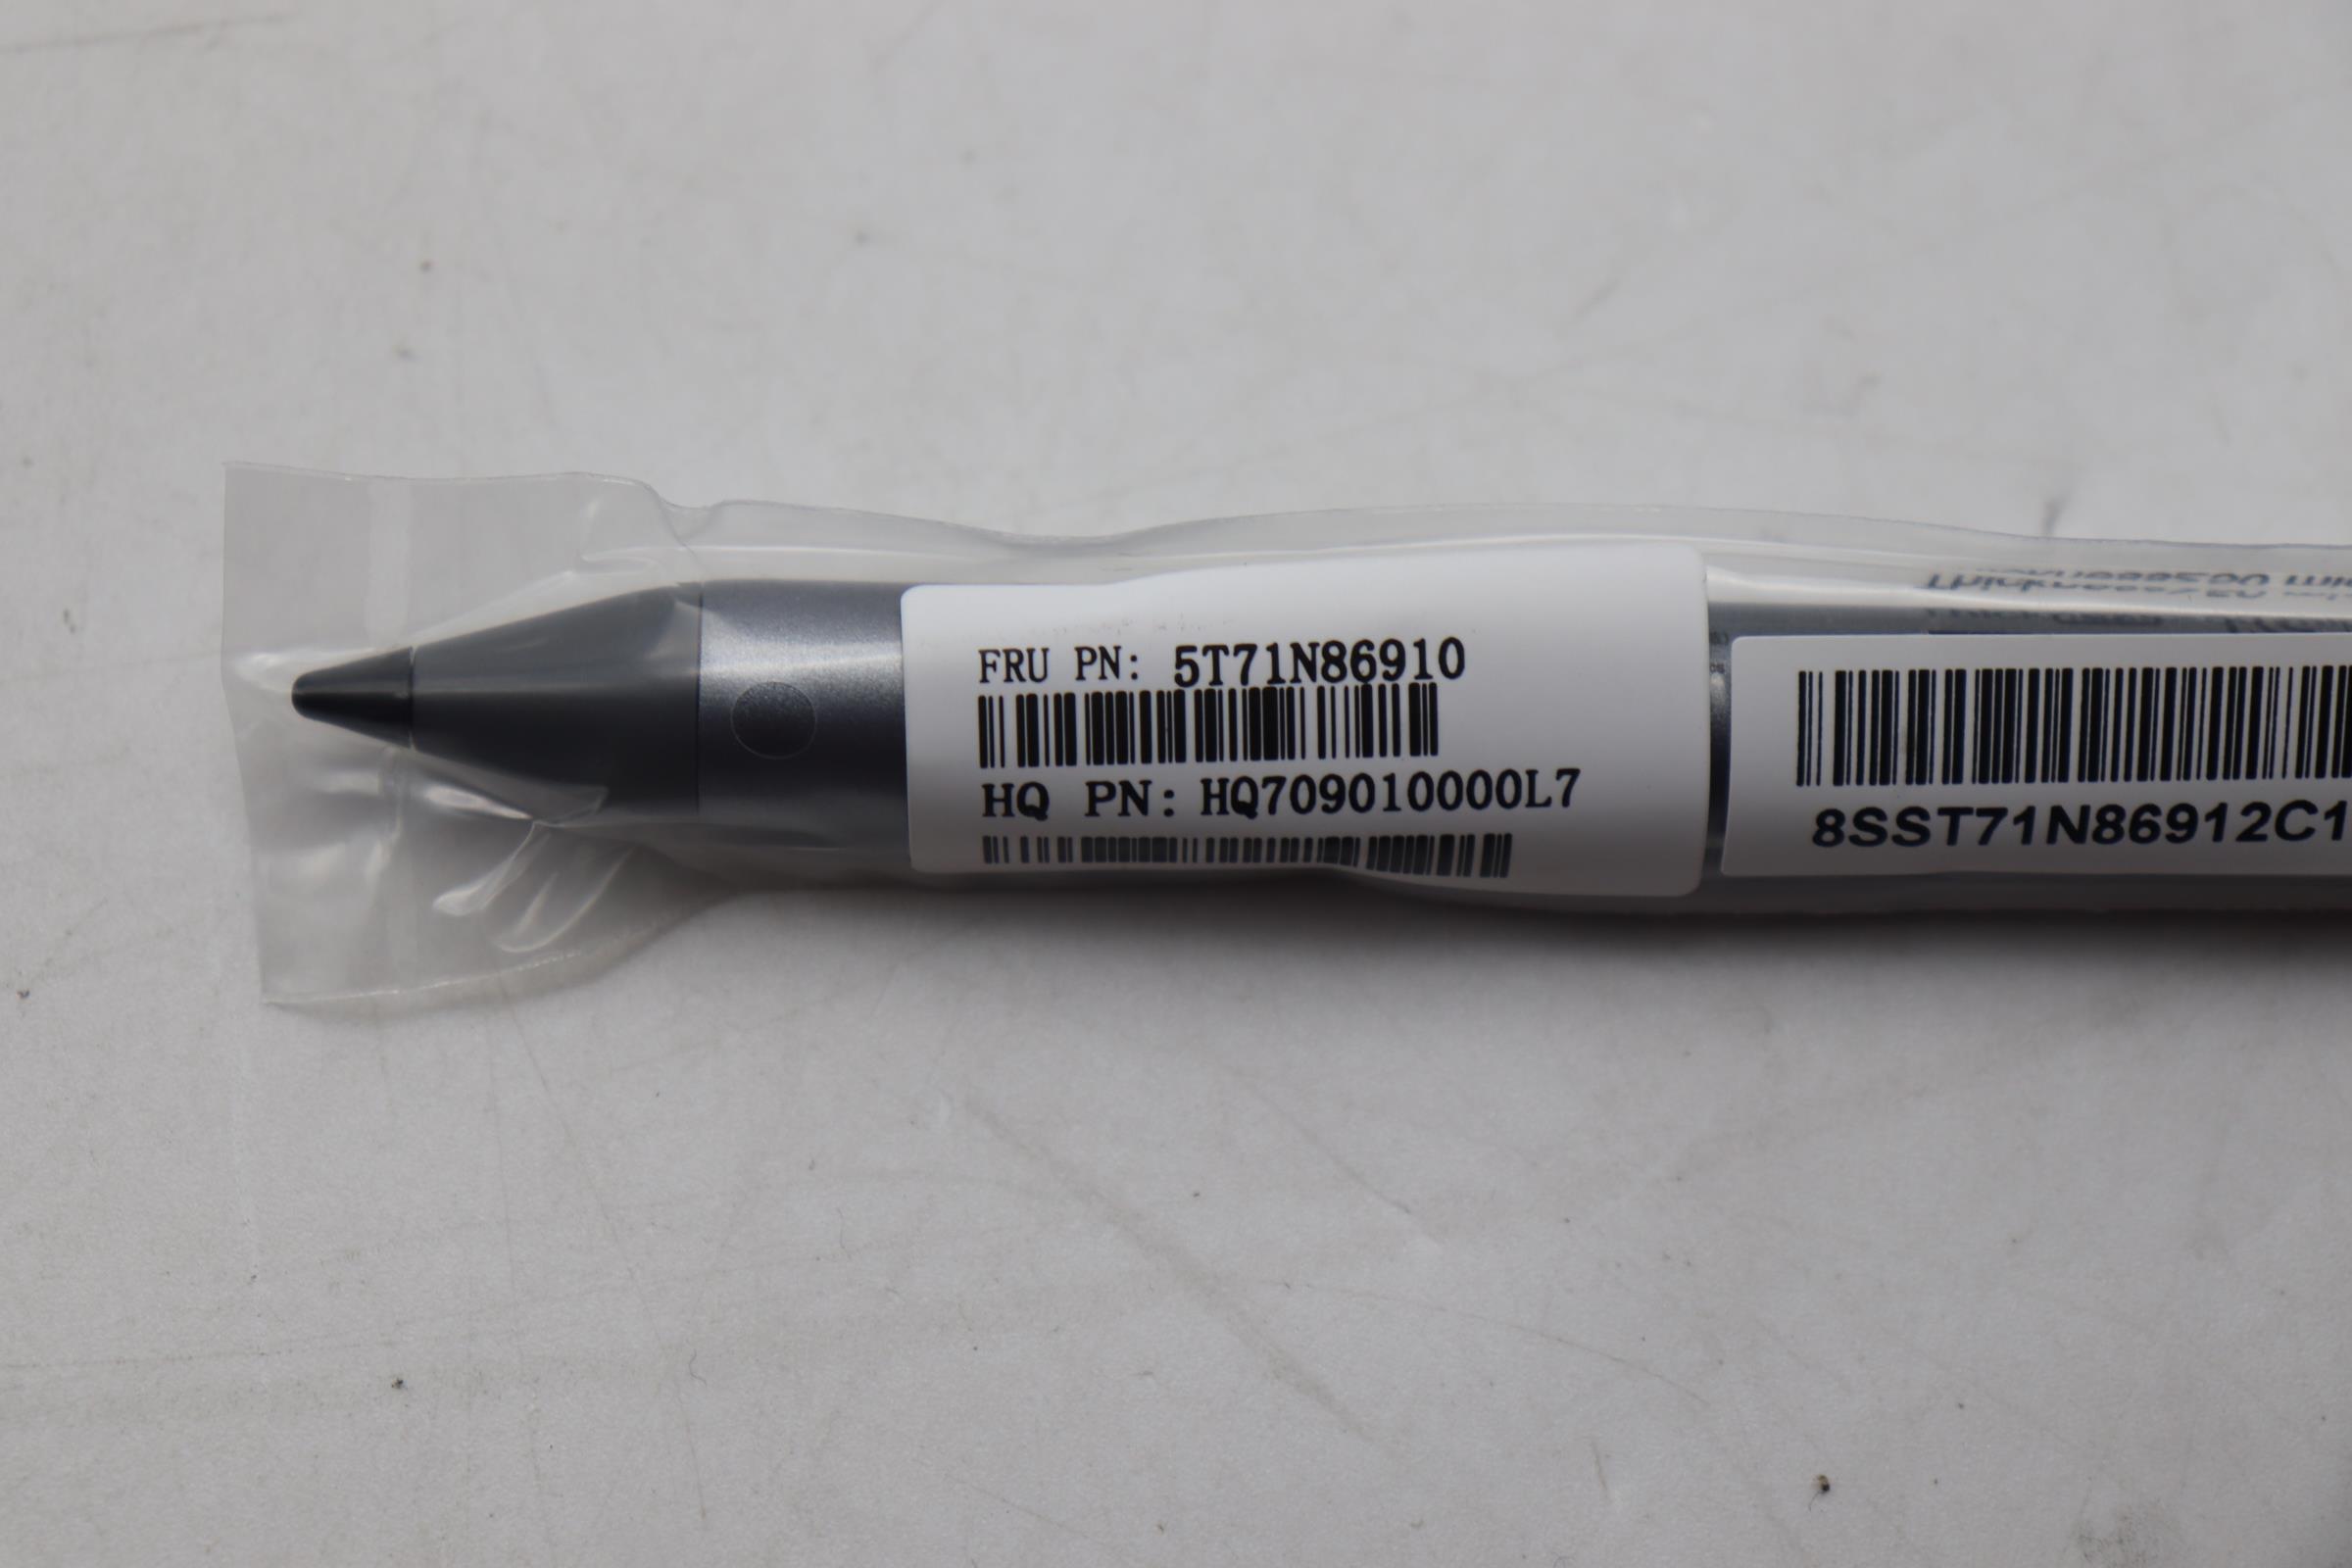 FRU PN: 5T71N86910
HQ PN: HQ709010000L7
8SST71N86912C1